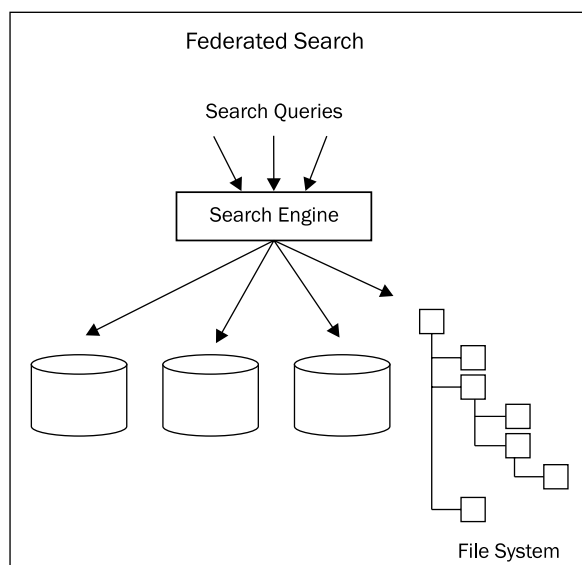 Federated Search
Search Queries
Search Engine
File System